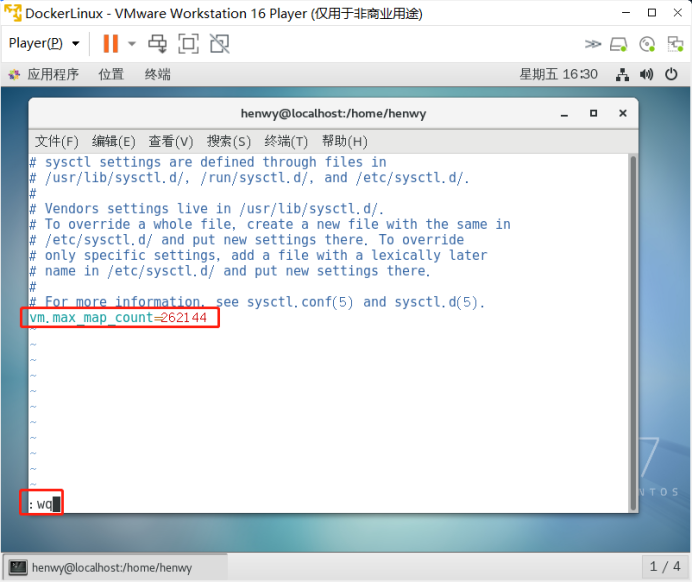 DockerLinux - VMware Workstation 16 Player (仅用于非商业用途)
Player(P)
应用程序 位置 终端 星期五 16:30
henwy@localhost:/home/henwy
文件(F) 编辑(E) 查看(V) 搜索(S) 终端(T) 帮助(H)
# sysctl settings are defined through files in
# /usr/lib/sysctl.d/, /run/sysctl.d/, and /etc/sysctl.d/.
#
# Vendors settings live in /usr/lib/sysctl.d/.
# To override a whole file, create a new file with the same in
# /etc/sysctl.d/ and put new settings there. To override
# only specific settings, add a file with a lexically later
# name in /etc/sysctl.d/ and put new settings there.
#
# For more information, see sysctl.conf(5) and sysctl.d(5).
vm.max_map_count=262144
~
~
~
~
~
~
~
~
~
~
~
:wq
7
NTOS
henwy@localhost:/home/henwy
1 / 4